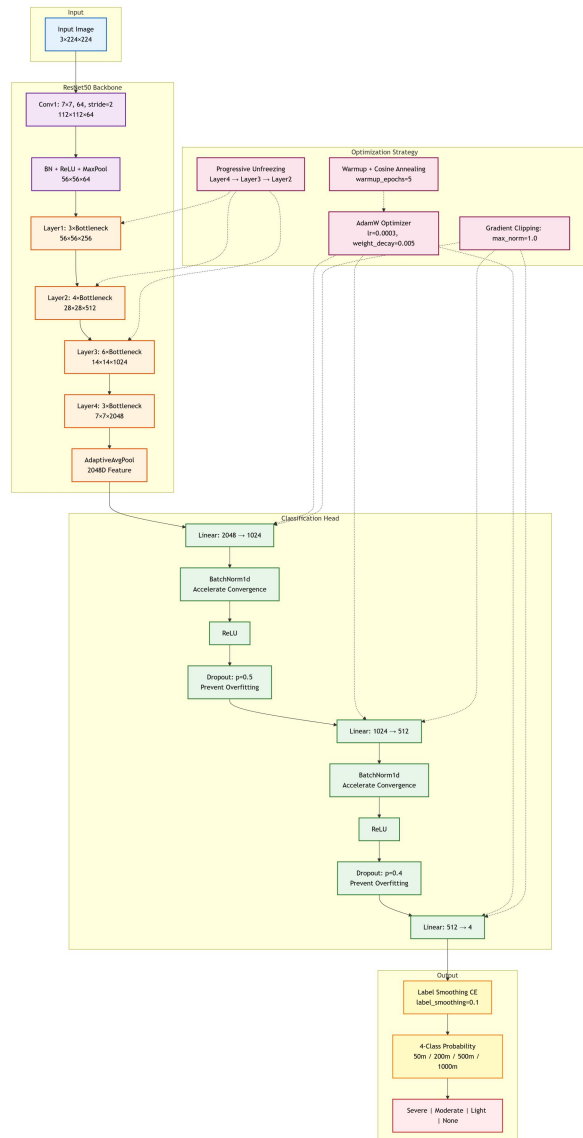 Input
Input Image
3×224×224
ResNet50 Backbone
Conv1: 7×7, 64, stride=2
112×112×64
BN + ReLU + MaxPool
56×56×64
Layer1: 3×Bottleneck
56×56×256
Layer2: 4×Bottleneck
28×28×512
Layer3: 6×Bottleneck
14×14×1024
Layer4: 3×Bottleneck
7×7×2048
AdaptiveAvgPool
2048D Feature
Optimization Strategy
Progressive Unfreezing
Layer4 → Layer3 → Layer2
Warmup + Cosine Annealing
warmup_epochs=5
AdamW Optimizer
lr=0.0003,
weight_decay=0.005
Gradient Clipping:
max_norm=1.0
Classification Head
Linear: 2048 → 1024
BatchNorm1d
Accelerate Convergence
ReLU
Dropout: p=0.5
Prevent Overfitting
Linear: 1024 → 512
BatchNorm1d
Accelerate Convergence
ReLU
Dropout: p=0.4
Prevent Overfitting
Linear: 512 → 4
Output
Label Smoothing CE
label_smoothing=0.1
4-Class Probability
50m / 200m / 500m /
1000m
Severe | Moderate | Light
| None